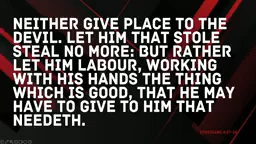 NEITHER GIVE PLACE TO THE
DEVIL. LET HIM THAT STOLE
STEAL NO MORE: BUT RATHER
LET HIM LABOUR, WORKING
WITH HIS HANDS THE THING
WHICH IS GOOD, THAT HE MAY
HAVE TO GIVE TO HIM THAT
NEEDETH.